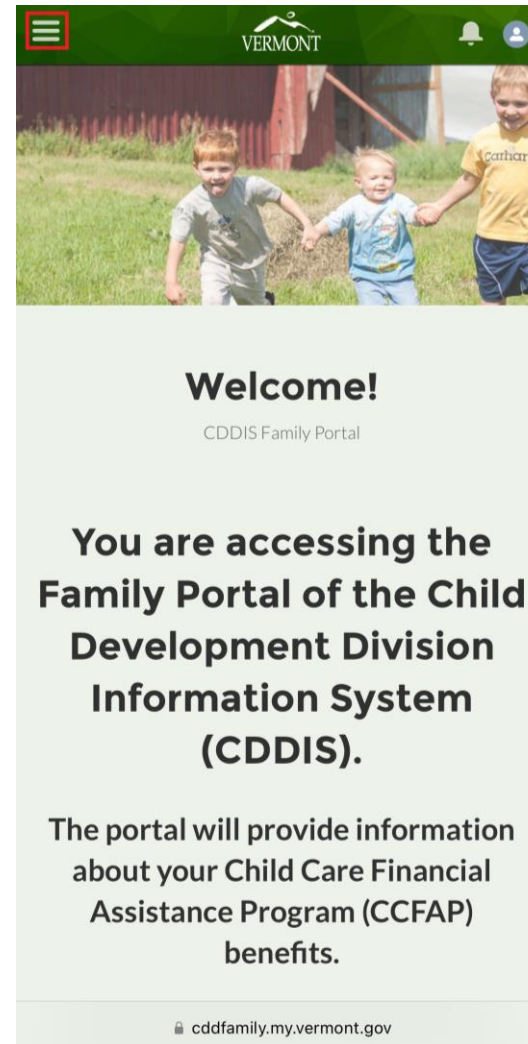 VERMONT
Carhar
Welcome!
CDDIS Family Portal
You are accessing the
Family Portal of the Child
Development Division
Information System
(CDDIS).
The portal will provide information
about your Child Care Financial
Assistance Program (CCFAP)
benefits.
cddfamily.my.vermont.gov